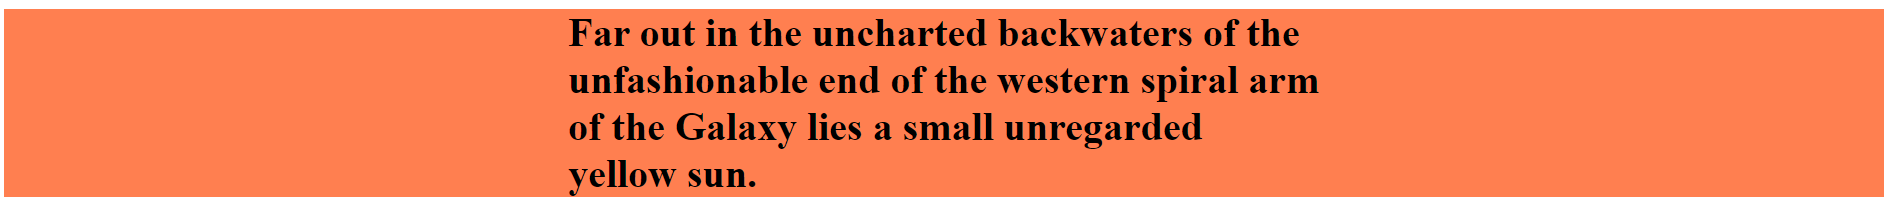 Far out in the uncharted backwaters of the
unfashionable end of the western spiral arm
of the Galaxy lies a small unregarded
yellow sun.